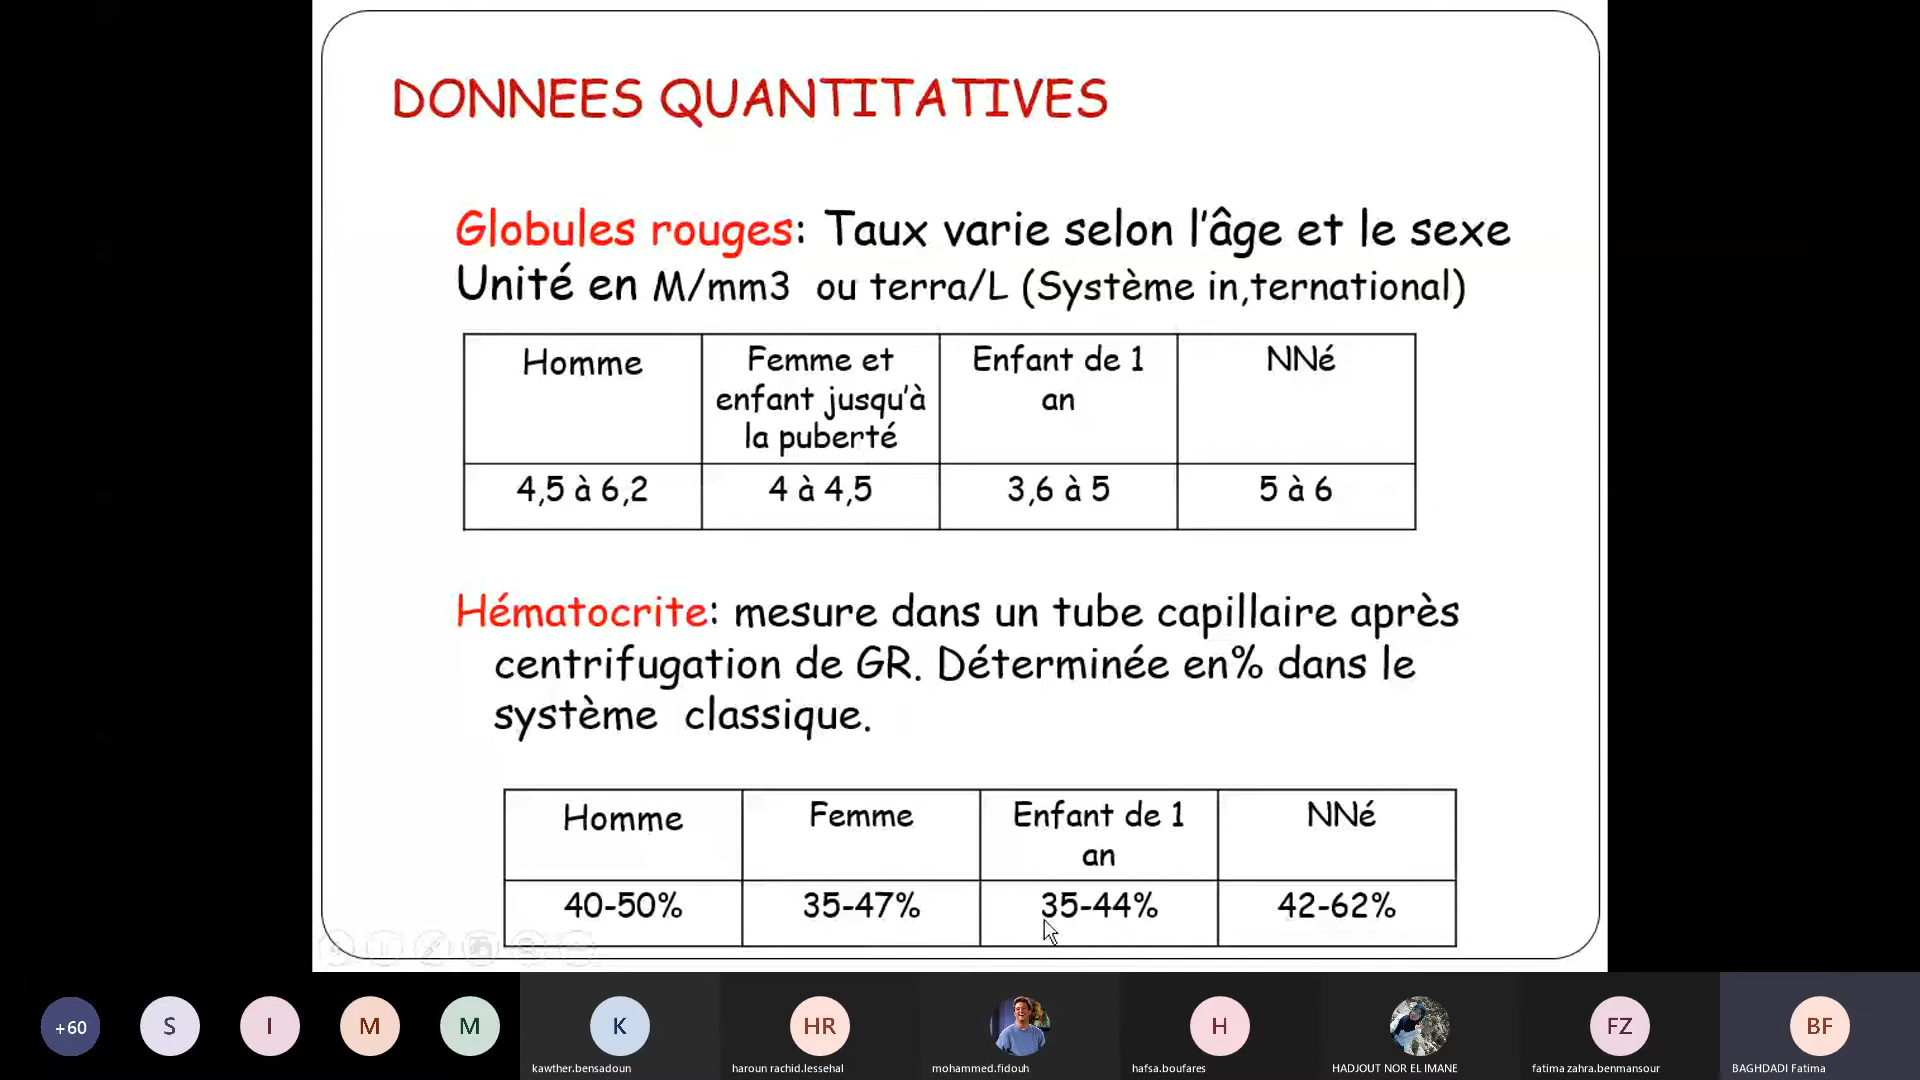 DONNEES QUANTITATIVES
Globules rouges: Taux varie selon l'âge et le sexe
Unité en M/mm3 ou terra/L (Système in,ternational)
Homme
Femme et
enfant jusqu'à
la puberté
Enfant de 1
an
NNé
4,5 à 6,2
4 à 4,5
3,6 à 5
5 à 6
Hématocrite: mesure dans un tube capillaire après
centrifugation de GR. Déterminée en% dans le
système classique.
Homme
Femme
Enfant de 1
an
NNé
40-50%
35-47%
35-44%
42-62%
+60
S
I
M
M
K
HR
H
FZ
BF
kawther.bensadoun
haroun rachid.lessehal
mohammed.fidouh
hafsa.boufares
HADJOUT NOR EL IMANE
fatima zahra.benmansour
BAGHDADI Fatima